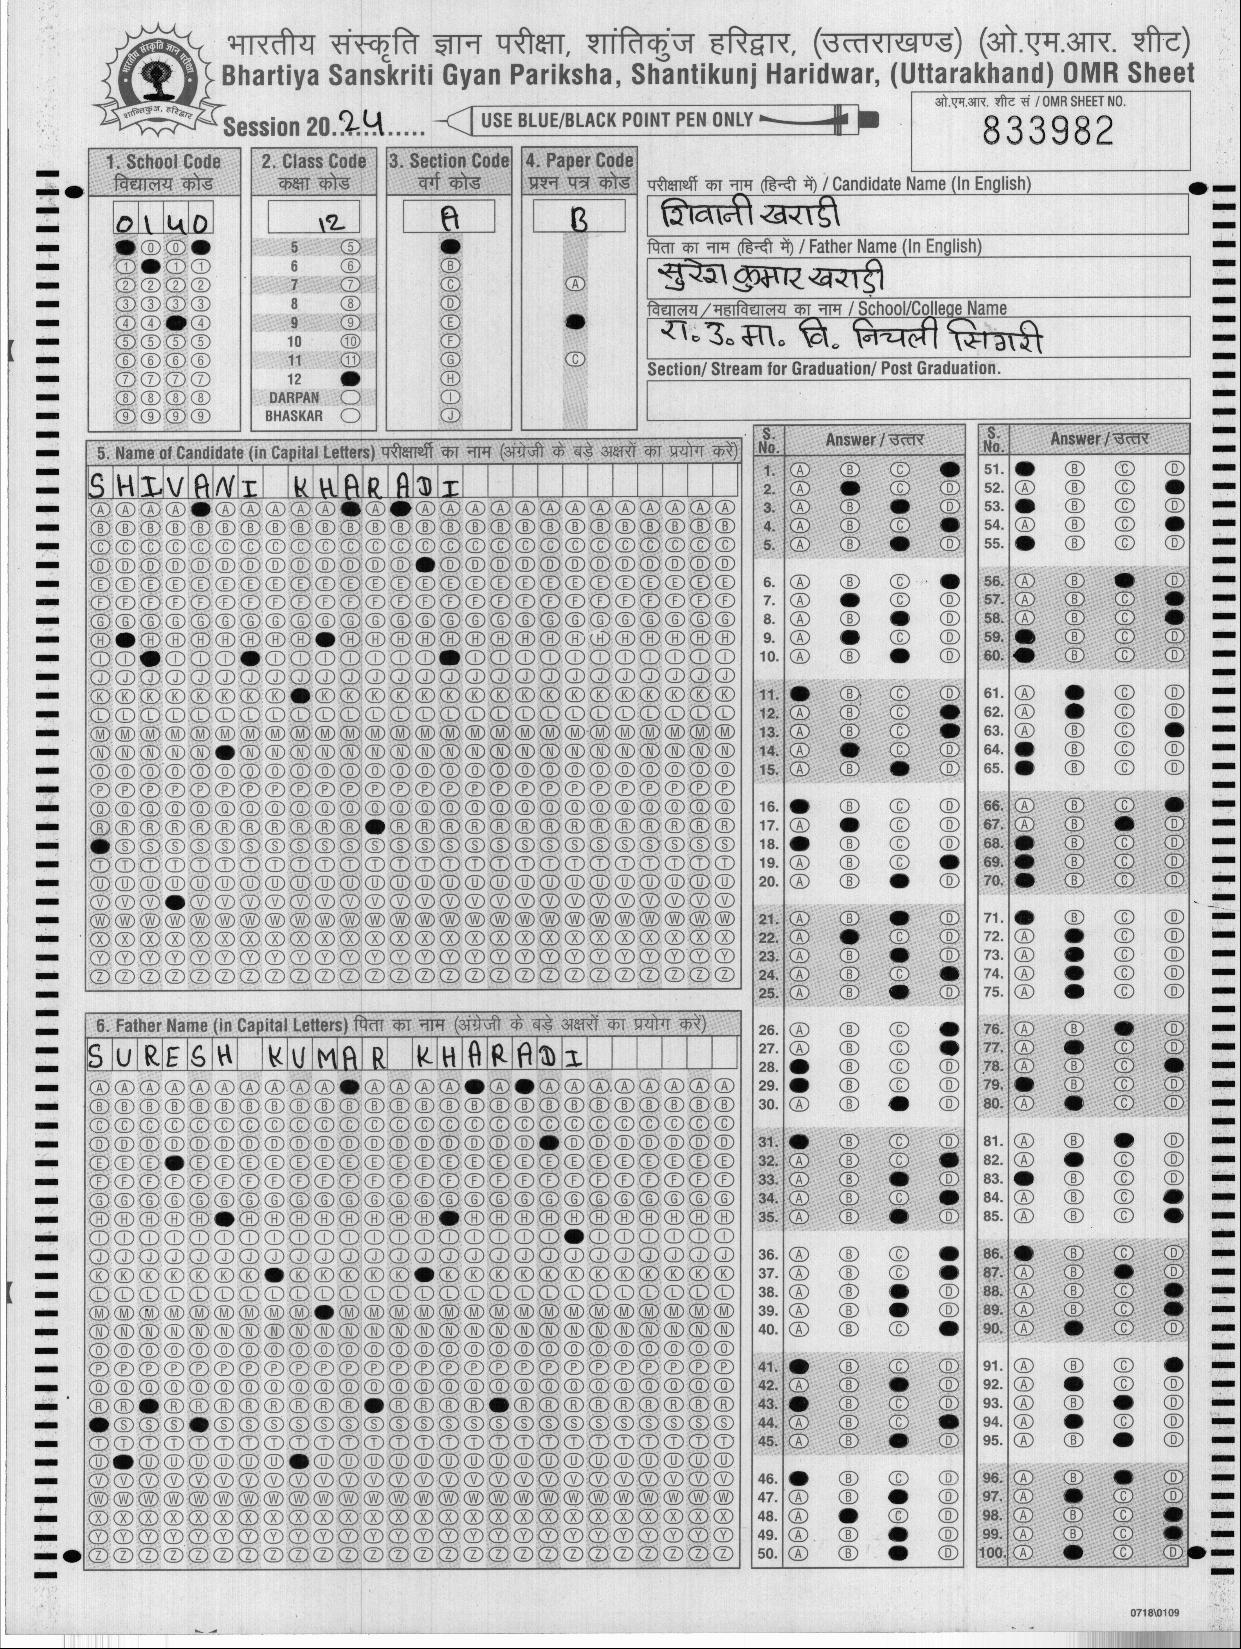 भारतीय संस्कृति ज्ञान परीक्षा, शांतिकुंज हरिद्वार, (उत्तराखण्ड) (ओ.एम.आर. शीट)
Bhartiya Sanskriti Gyan Pariksha, Shantikunj Haridwar, (Uttarakhand) OMR Sheet
Session 2024
USE BLUE/BLACK POINT PEN ONLY
ओ.एम.आर. शीट सं / OMR SHEET NO.
833982
1. School Code
विद्यालय कोड
0140
2. Class Code
कक्षा कोड
12
5
6
7
8
9
10
11
12
DARPAN
BHASKAR
3. Section Code
वर्ग कोड
A
4. Paper Code
प्रश्न पत्र कोड
B
परीक्षार्थी का नाम (हिन्दी में) / Candidate Name (In English)
शिवानी खराड़ी
पिता का नाम (हिन्दी में) / Father Name (In English)
सुरेश कुमार खराड़ी
विद्यालय / महाविद्यालय का नाम / School/College Name
रा. उ. मा. वि. निचली सिगरी
Section/ Stream for Graduation/ Post Graduation.
5. Name of Candidate (in Capital Letters) परीक्षार्थी का नाम (अंग्रेजी के बड़े अक्षरों का प्रयोग करें)
SHIVANI KHARADI
6. Father Name (in Capital Letters) पिता का नाम (अंग्रेजी के बड़े अक्षरों का प्रयोग करें)
SURESH KUMAR KHARADI
S. No. Answer / उत्तर
S. No. Answer / उत्तर
0718\0109